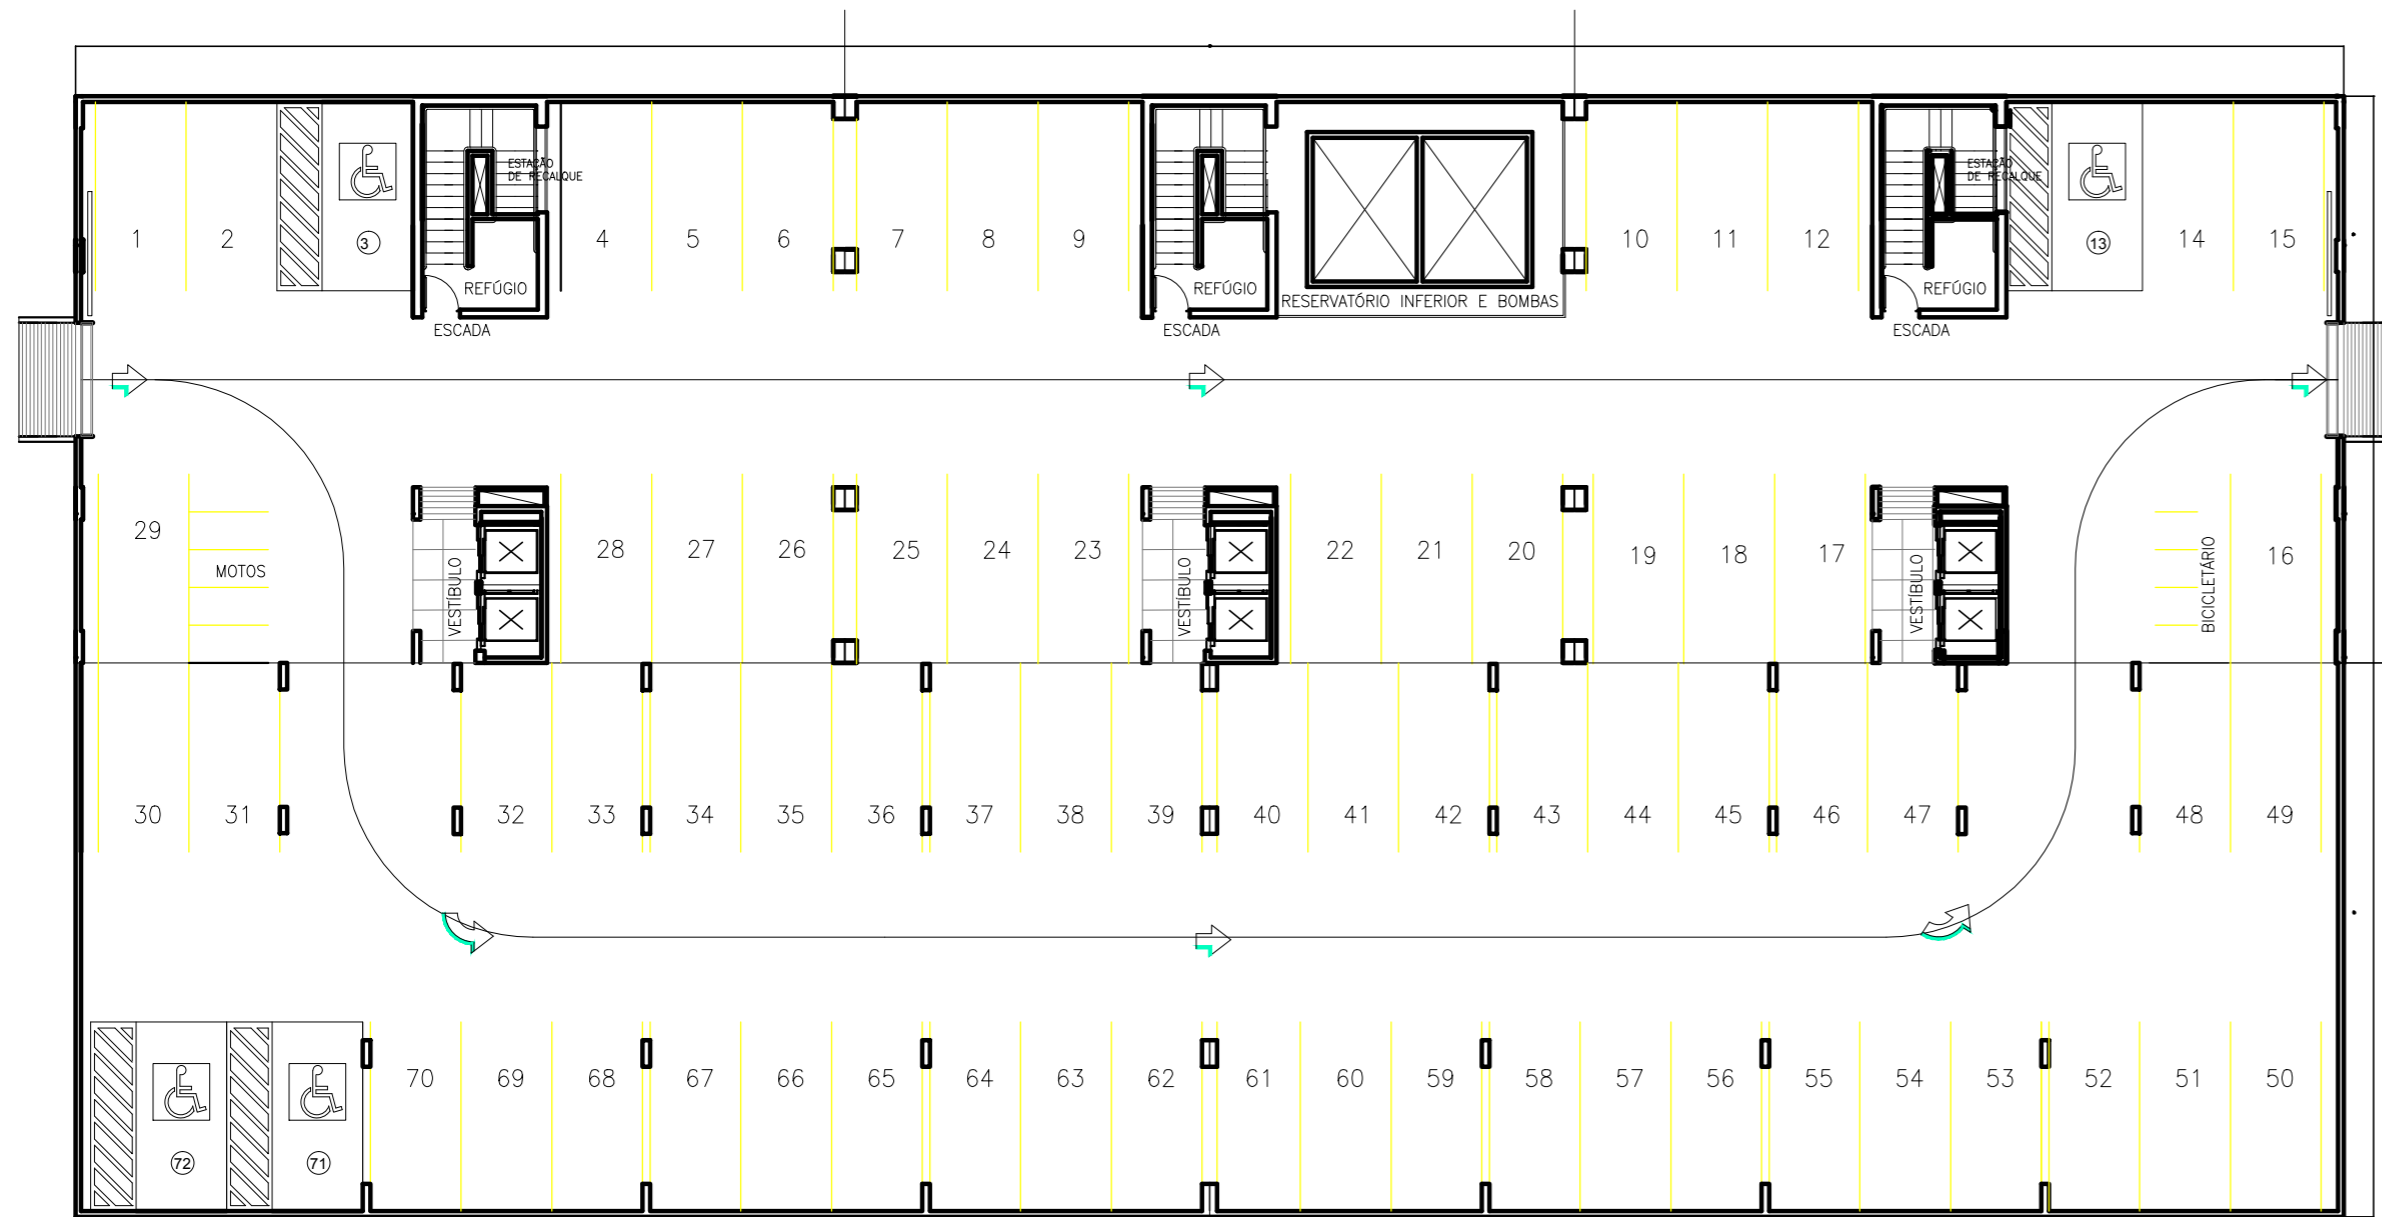 ESTAÇÃO
DE RECALQUE
ESTAÇÃO
DE RECALQUE
1 2 3 4 5 6 7 8 9 10 11 12 13 14 15
REFÚGIO
REFÚGIO
REFÚGIO
RESERVATÓRIO INFERIOR E BOMBAS
ESCADA
ESCADA
ESCADA
29 28 27 26 25 24 23 22 21 20 19 18 17 16
MOTOS
VESTÍBULO
VESTÍBULO
VESTÍBULO
BICICLETÁRIO
30 31 32 33 34 35 36 37 38 39 40 41 42 43 44 45 46 47 48 49
70 69 68 67 66 65 64 63 62 61 60 59 58 57 56 55 54 53 52 51 50
72 71